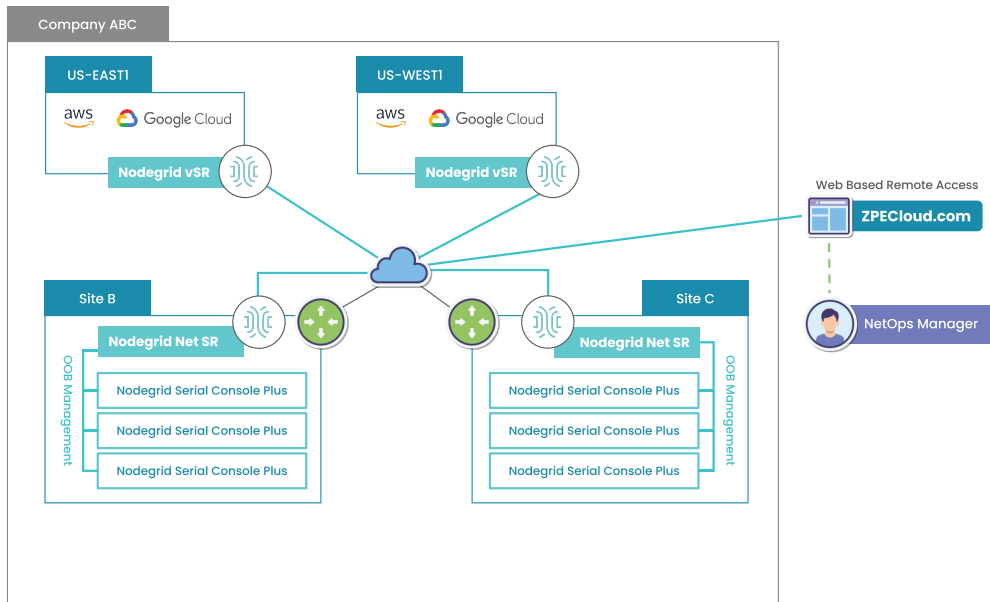 Company ABC
US-EAST1
aws
Google Cloud
Nodegrid vSR
US-WEST1
aws
Google Cloud
Nodegrid vSR
Web Based Remote Access
ZPECloud.com
NetOps Manager
Site B
Nodegrid Net SR
OOB Management
Nodegrid Serial Console Plus
Nodegrid Serial Console Plus
Nodegrid Serial Console Plus
Site C
Nodegrid Net SR
OOB Management
Nodegrid Serial Console Plus
Nodegrid Serial Console Plus
Nodegrid Serial Console Plus